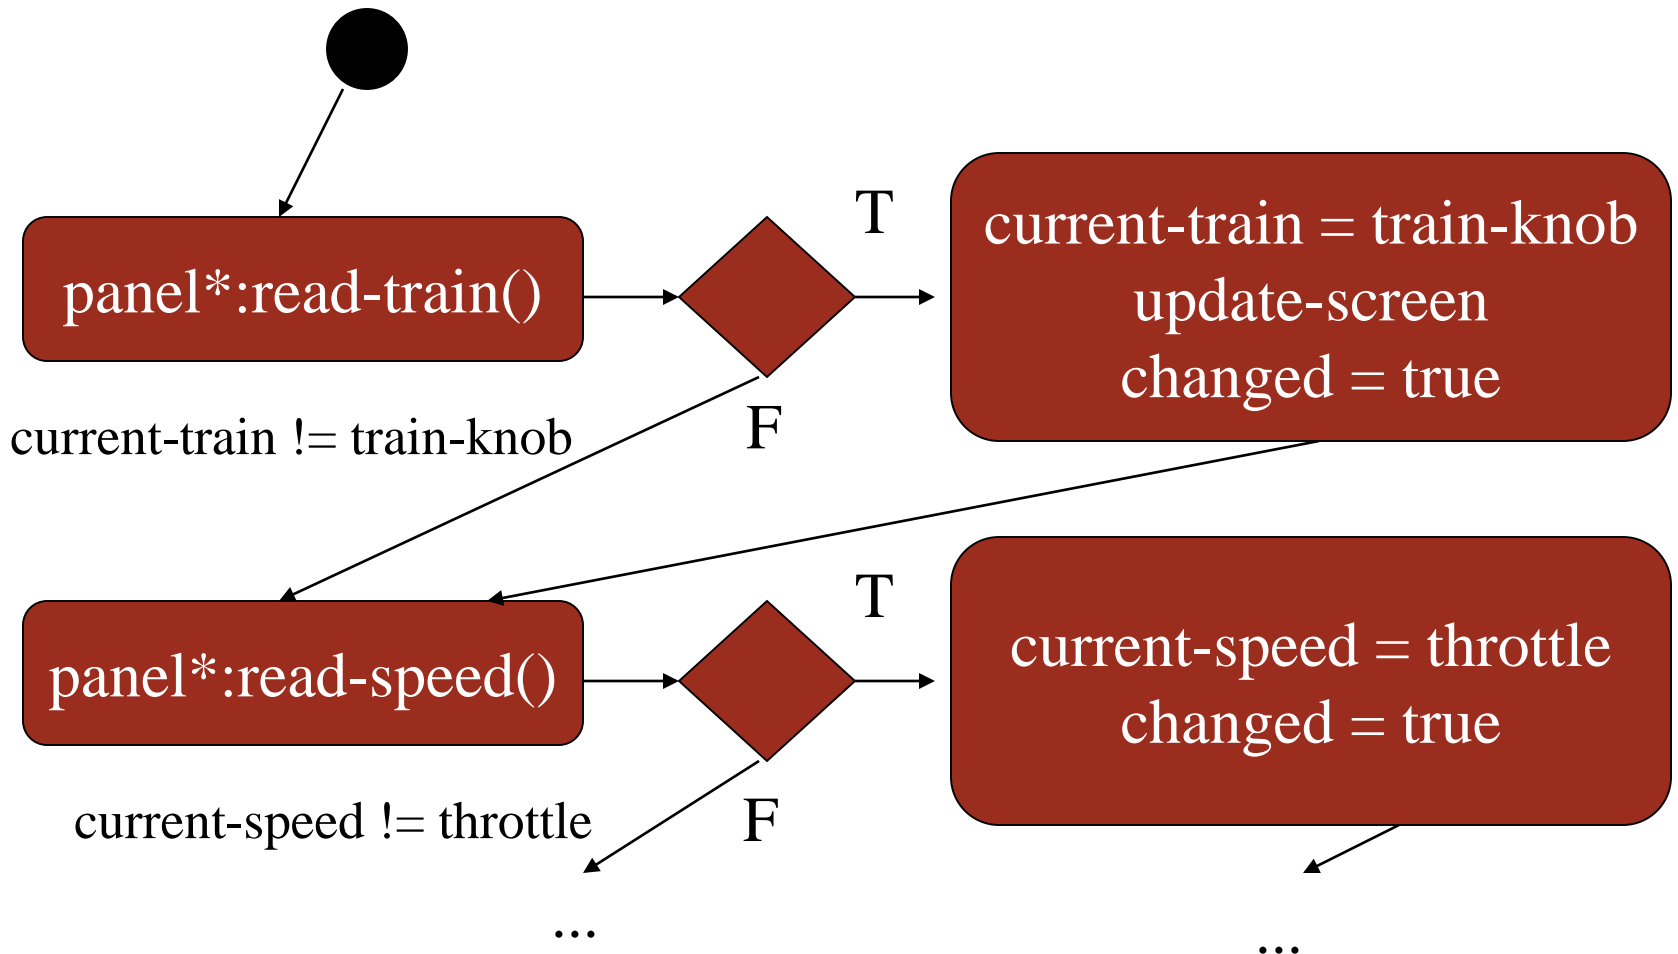 T
current-train = train-knob
panel*:read-train()
update-screen
changed = true
F
current-train != train-knob
T
current-speed = throttle
panel*:read-speed()
changed = true
F
current-speed != throttle
...
...